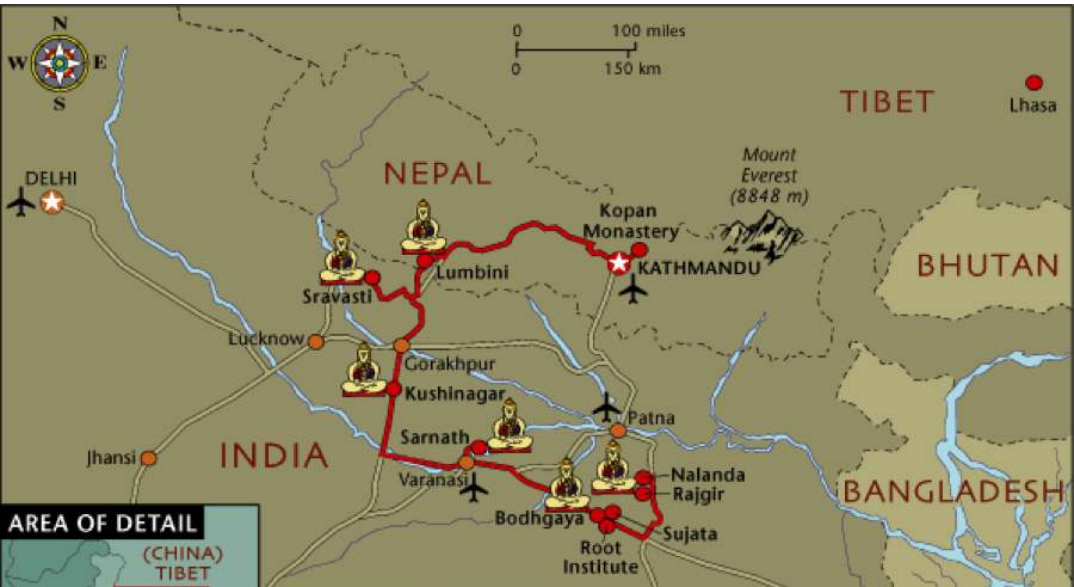 N
W E
S
0 100 miles
0 150 km
TIBET
Lhasa
Mount
Everest
(8848 m)
DELHI
NEPAL
Kopan
Monastery
KATHMANDU
BHUTAN
Lumbini
Sravasti
Lucknow
Gorakhpur
Kushinagar
Patna
Sarnath
INDIA
Jhansi
Varanasi
Nalanda
Rajgir
BANGLADESH
Bodhgaya
Sujata
Root
Institute
AREA OF DETAIL
(CHINA)
TIBET